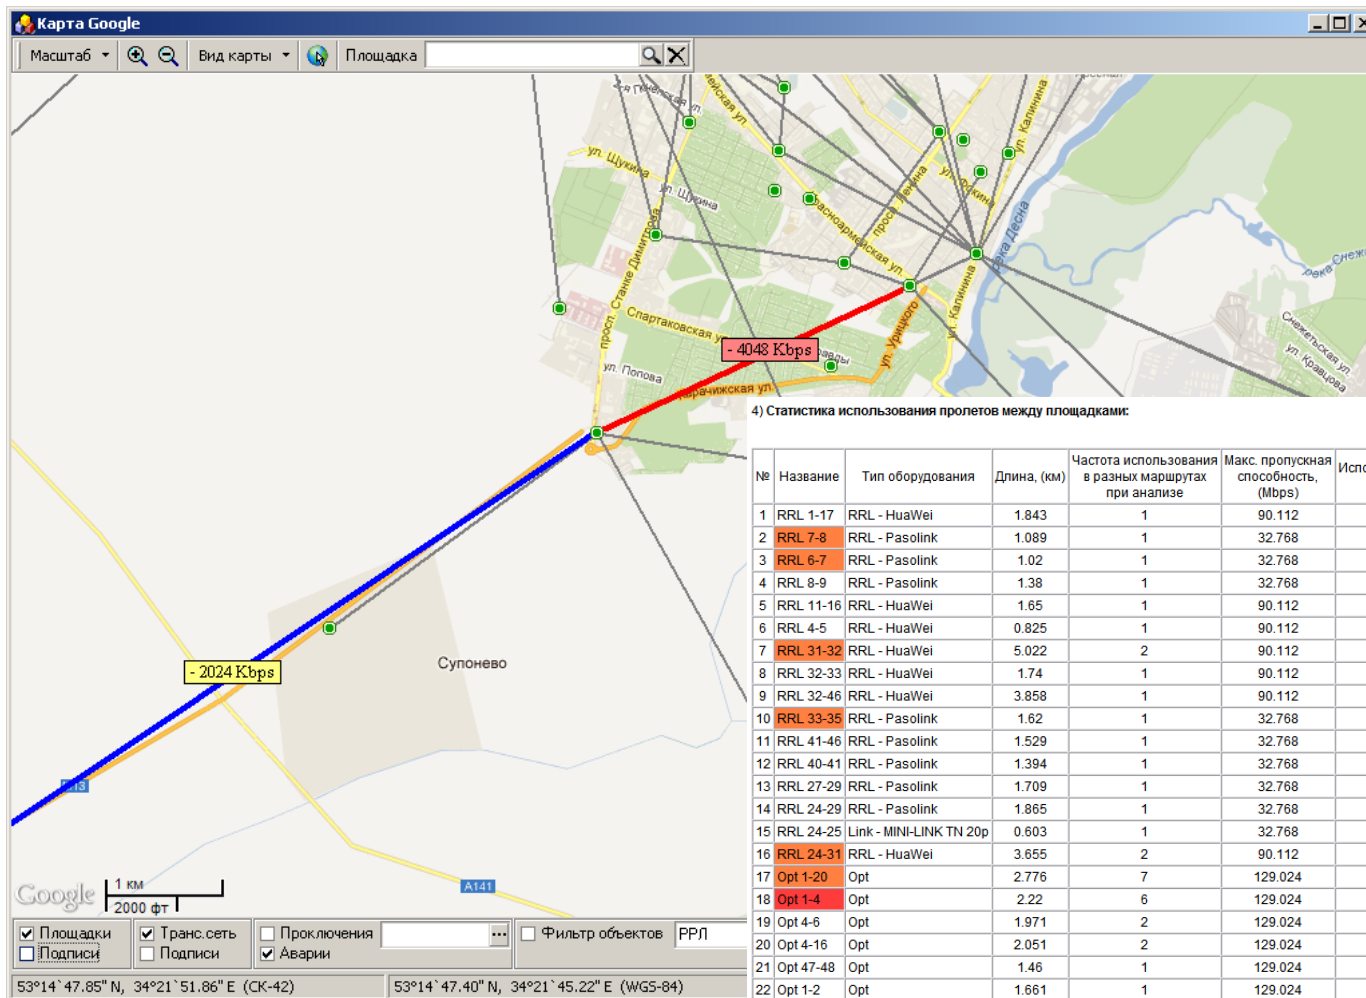 Карта Google
Масштаб
Вид карты
Площадка
ул. Калинина
ул. Щукина
ул. Щукина
просп. Ленина
ул. Фокина
Красноармейская ул.
река Десна
просп. Станке Димитрова
Спартаковская ул.
ул. Урицкого
ул. Калинина
Снежетьская ул.
ул. Кравцова
- 4048 Kbps
ул. Попова
4) Статистика использования пролетов между площадками:
№ Название Тип оборудования Длина, (км) Частота использования в разных маршрутах при анализе Макс. пропускная способность, (Mbps) Испо
1 RRL 1-17 RRL - HuaWei 1.843 1 90.112
2 RRL 7-8 RRL - Pasolink 1.089 1 32.768
3 RRL 6-7 RRL - Pasolink 1.02 1 32.768
4 RRL 8-9 RRL - Pasolink 1.38 1 32.768
5 RRL 11-16 RRL - HuaWei 1.65 1 90.112
6 RRL 4-5 RRL - HuaWei 0.825 1 90.112
7 RRL 31-32 RRL - HuaWei 5.022 2 90.112
8 RRL 32-33 RRL - HuaWei 1.74 1 90.112
9 RRL 32-46 RRL - HuaWei 3.858 1 90.112
10 RRL 33-35 RRL - Pasolink 1.62 1 32.768
11 RRL 41-46 RRL - Pasolink 1.529 1 32.768
12 RRL 40-41 RRL - Pasolink 1.394 1 32.768
13 RRL 27-29 RRL - Pasolink 1.709 1 32.768
14 RRL 24-29 RRL - Pasolink 1.865 1 32.768
15 RRL 24-25 Link - MINI-LINK TN 20p 0.603 1 32.768
16 RRL 24-31 RRL - HuaWei 3.655 2 90.112
17 Opt 1-20 Opt 2.776 7 129.024
18 Opt 1-4 Opt 2.22 6 129.024
19 Opt 4-6 Opt 1.971 2 129.024
20 Opt 4-16 Opt 2.051 2 129.024
21 Opt 47-48 Opt 1.46 1 129.024
22 Opt 1-2 Opt 1.661 1 129.024
Супонево
- 2024 Kbps
A141
Google
1 км
2000 фт
Площадки
Подписи
Транс.сеть
Подписи
Проключения ...
Аварии
Фильтр объектов РРЛ
53°14`47.85" N, 34°21`51.86" E (СК-42)
53°14`47.40" N, 34°21`45.22" E (WGS-84)